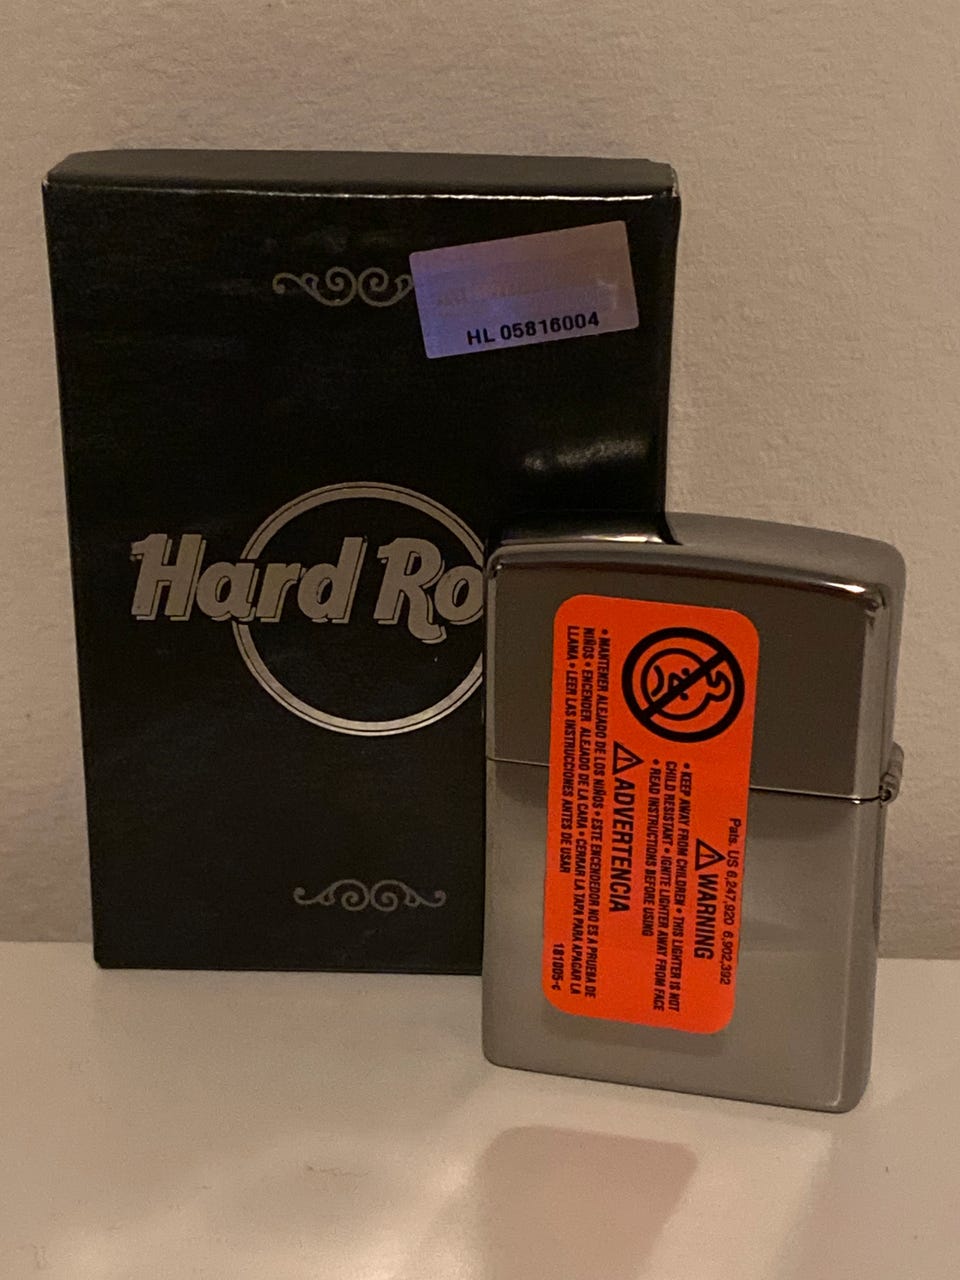 HL 05816004
Hard Ro
Pats. US 6,247,920 6,902,392
⚠WARNING
• KEEP AWAY FROM CHILDREN • THIS LIGHTER IS NOT
CHILD RESISTANT • IGNITE LIGHTER AWAY FROM FACE
• READ INSTRUCTIONS BEFORE USING
⚠ADVERTENCIA
• MANTENER ALEJADO DE LOS NIÑOS • ESTE ENCENDEDOR NO ES A PRUEBA DE
NIÑOS • ENCENDER ALEJADO DE LA CARA • CERRAR LA TAPA PARA APAGAR LA
LLAMA • LEER LAS INSTRUCCIONES ANTES DE USAR
181005-c